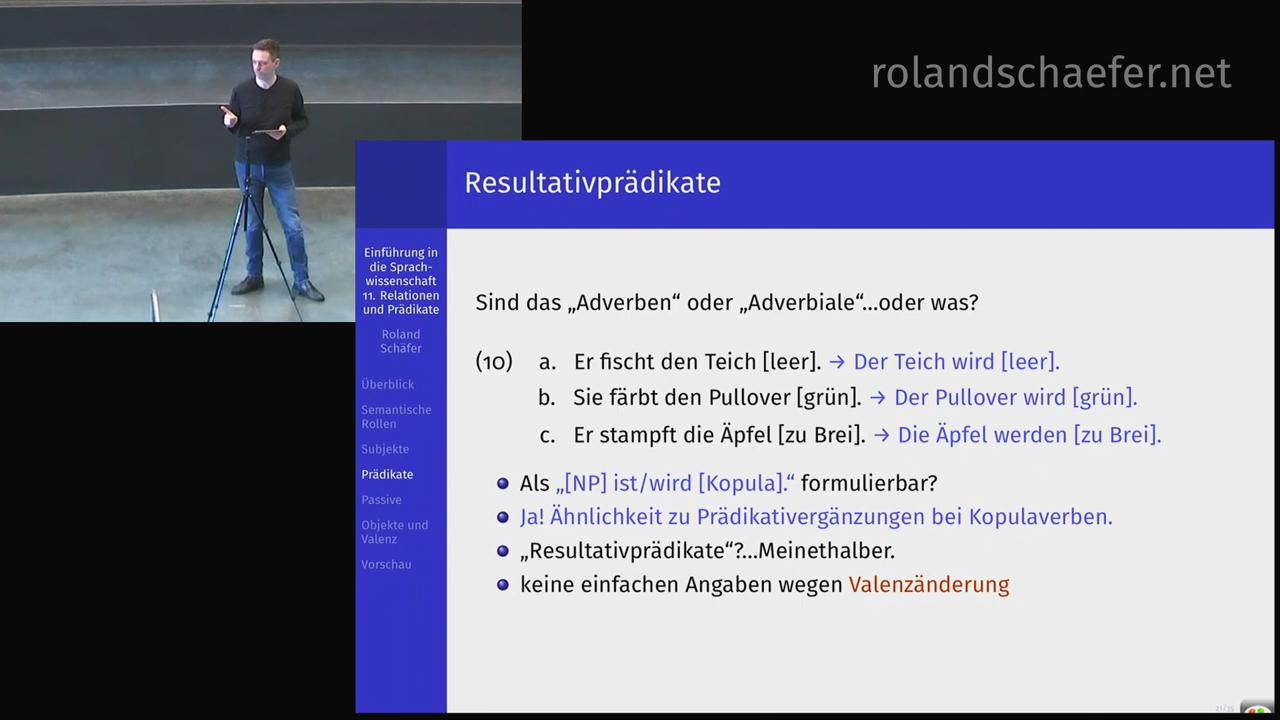 rolandschaefer.net
Resultativprädikate
Einführung in
die Sprach-
wissenschaft
11. Relationen
und Prädikate
Roland
Schäfer
Überblick
Semantische
Rollen
Subjekte
Prädikate
Passive
Objekte und
Valenz
Vorschau
Sind das „Adverben“ oder „Adverbiale“...oder was?
(10) a. Er fischt den Teich [leer]. → Der Teich wird [leer].
b. Sie färbt den Pullover [grün]. → Der Pullover wird [grün].
c. Er stampft die Äpfel [zu Brei]. → Die Äpfel werden [zu Brei].
Als „[NP] ist/wird [Kopula].“ formulierbar?
Ja! Ähnlichkeit zu Prädikativergänzungen bei Kopulaverben.
„Resultativprädikate“?...Meinethalber.
keine einfachen Angaben wegen Valenzänderung